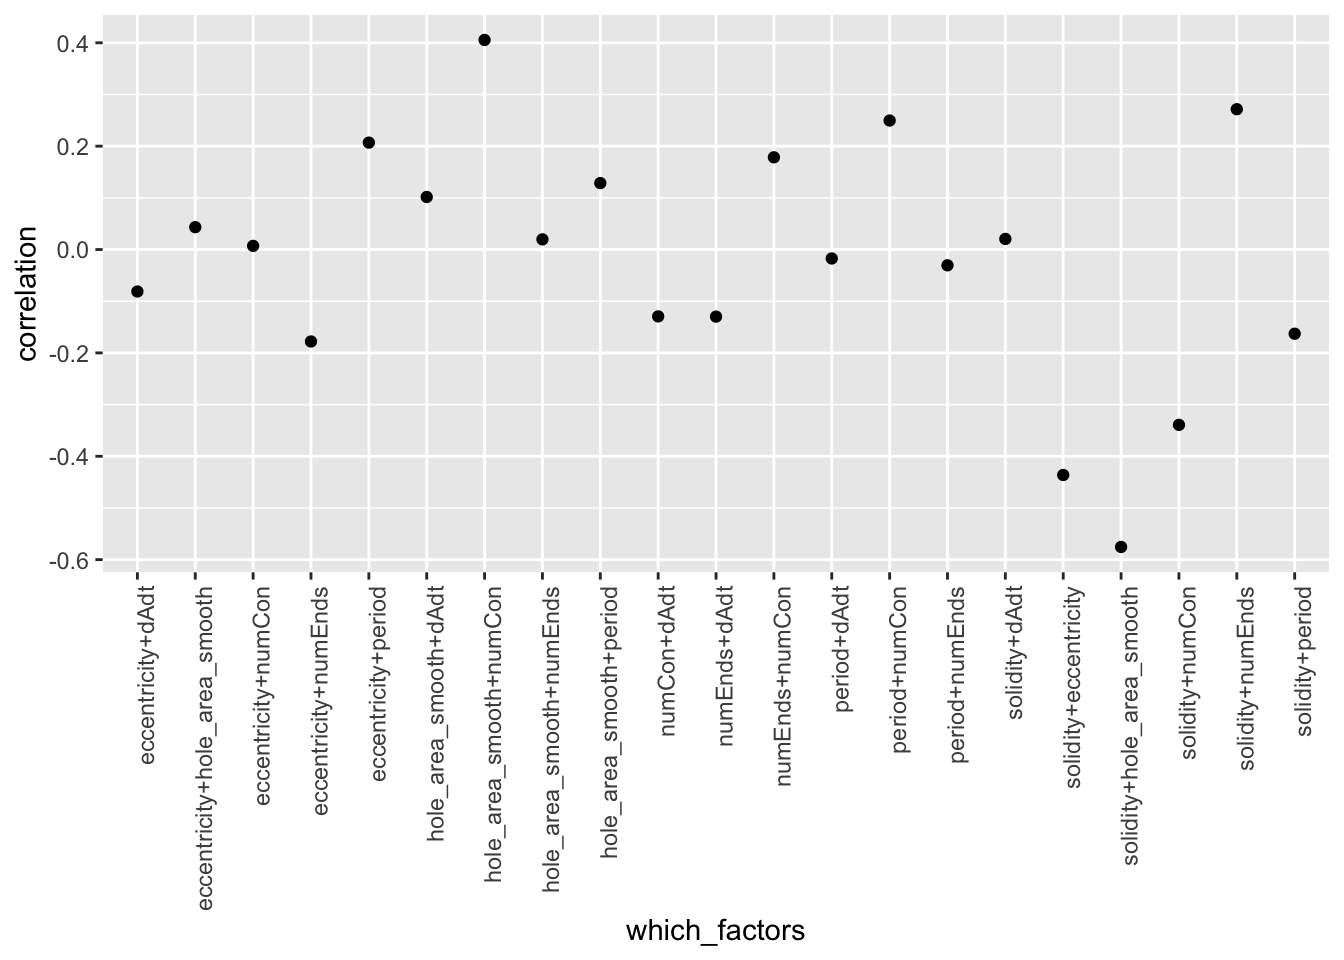 0.4
0.2
0.0
-0.2
-0.4
-0.6
correlation
eccentricity+dAdt
eccentricity+hole_area_smooth
eccentricity+numCon
eccentricity+numEnds
eccentricity+period
hole_area_smooth+dAdt
hole_area_smooth+numCon
hole_area_smooth+numEnds
hole_area_smooth+period
numCon+dAdt
numEnds+dAdt
numEnds+numCon
period+dAdt
period+numCon
period+numEnds
solidity+dAdt
solidity+eccentricity
solidity+hole_area_smooth
solidity+numCon
solidity+numEnds
solidity+period
which_factors